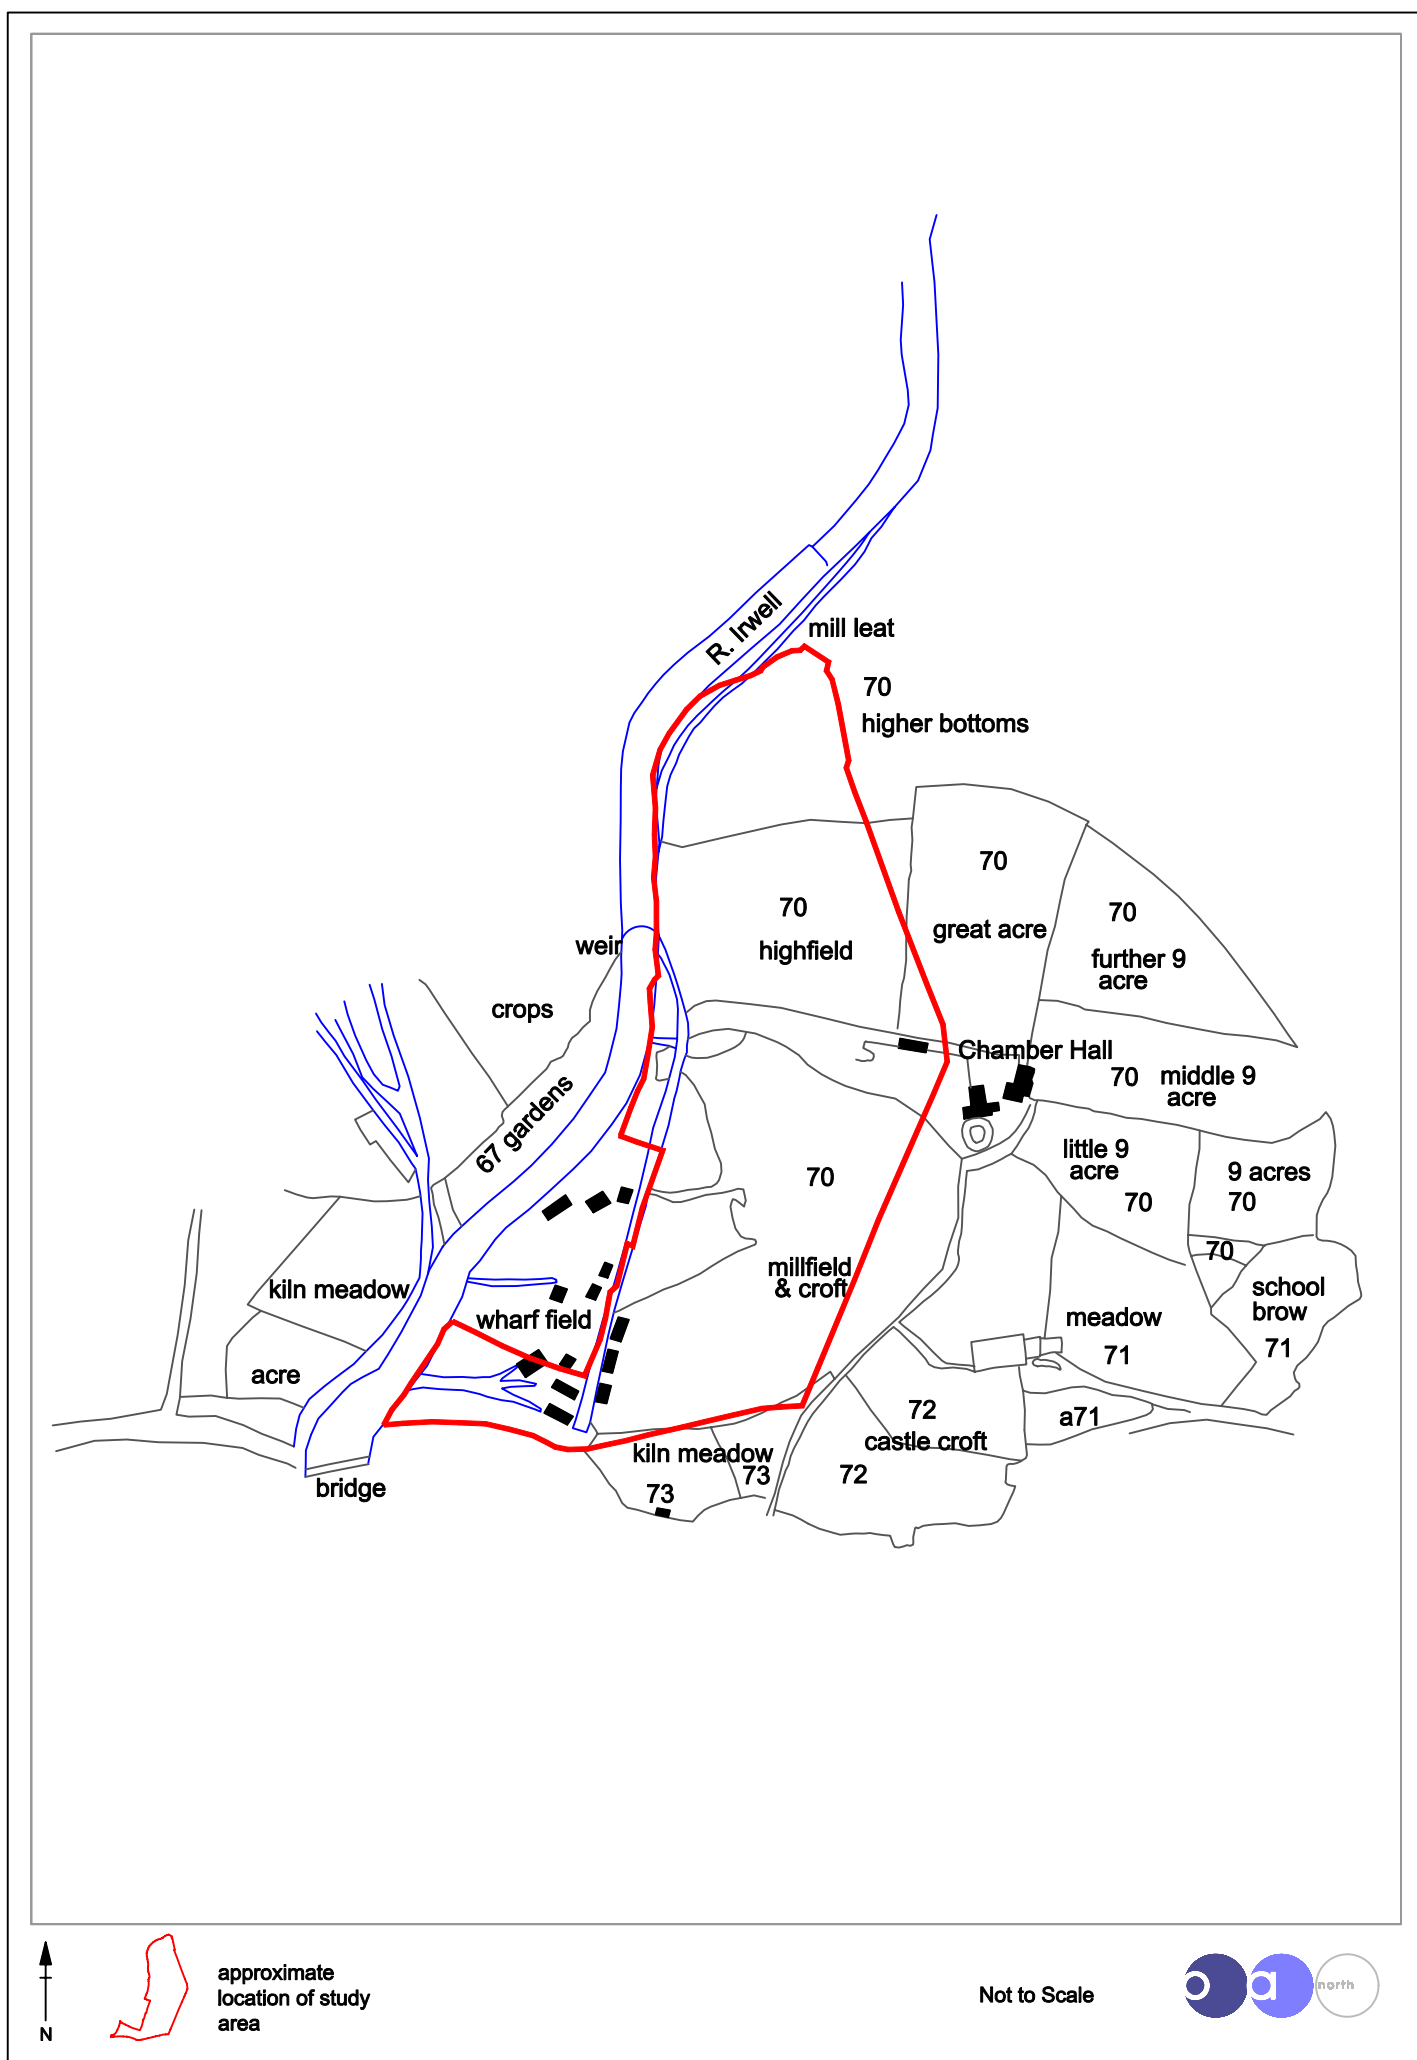 R. Irwell
mill leat
70
higher bottoms
70
great acre
70
further 9
acre
70
highfield
weir
crops
67 gardens
Chamber Hall
70
middle 9
acre
little 9
acre
70
9 acres
70
70
school
brow
71
70
millfield
& croft
kiln meadow
wharf field
acre
meadow
71
a71
72
castle croft
72
kiln meadow
73
73
bridge
N
approximate
location of study
area
Not to Scale
oa north